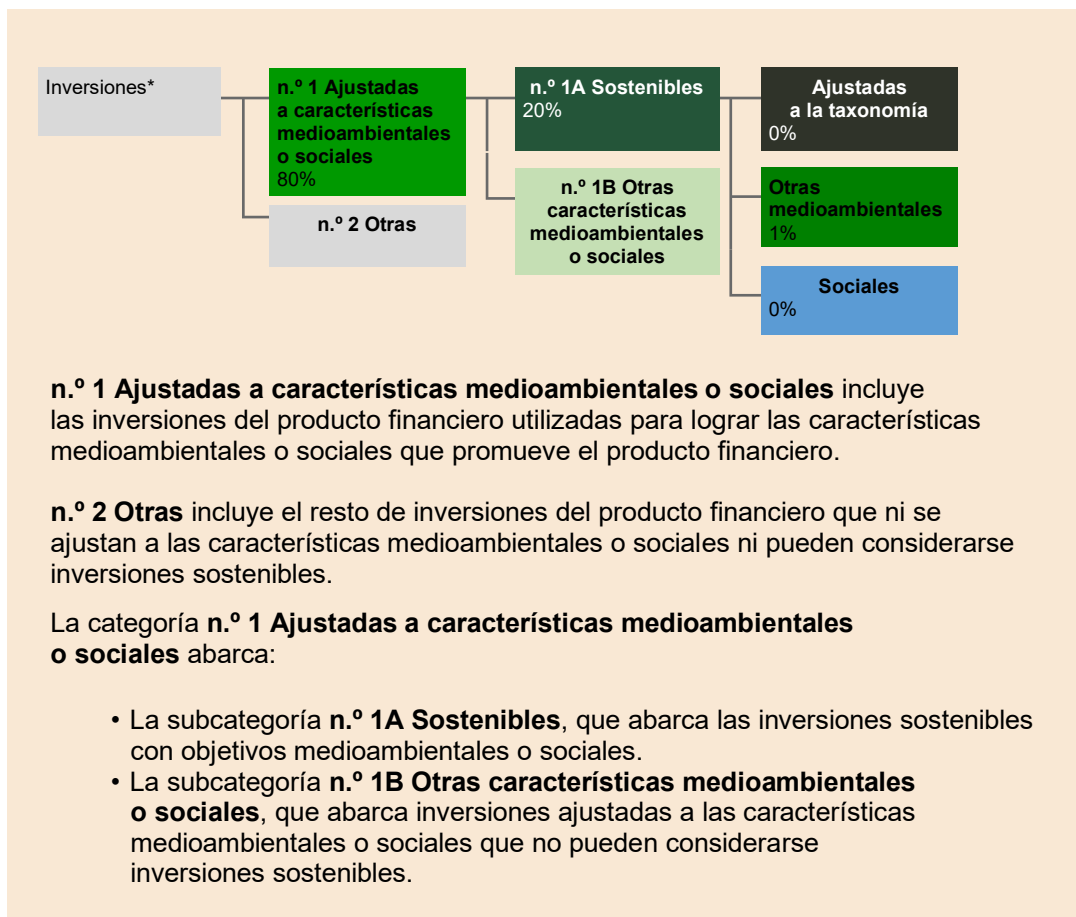 Inversiones*
n.º 1 Ajustadas
a características
medioambientales
o sociales
80%
n.º 2 Otras
n.º 1A Sostenibles
20%
n.º 1B Otras
características
medioambientales
o sociales
Ajustadas
a la taxonomía
0%
Otras
medioambientales
1%
Sociales
0%
n.º 1 Ajustadas a características medioambientales o sociales incluye
las inversiones del producto financiero utilizadas para lograr las características
medioambientales o sociales que promueve el producto financiero.
n.º 2 Otras incluye el resto de inversiones del producto financiero que ni se
ajustan a las características medioambientales o sociales ni pueden considerarse
inversiones sostenibles.
La categoría n.º 1 Ajustadas a características medioambientales
o sociales abarca:
• La subcategoría n.º 1A Sostenibles, que abarca las inversiones sostenibles
con objetivos medioambientales o sociales.
• La subcategoría n.º 1B Otras características medioambientales
o sociales, que abarca inversiones ajustadas a las características
medioambientales o sociales que no pueden considerarse
inversiones sostenibles.